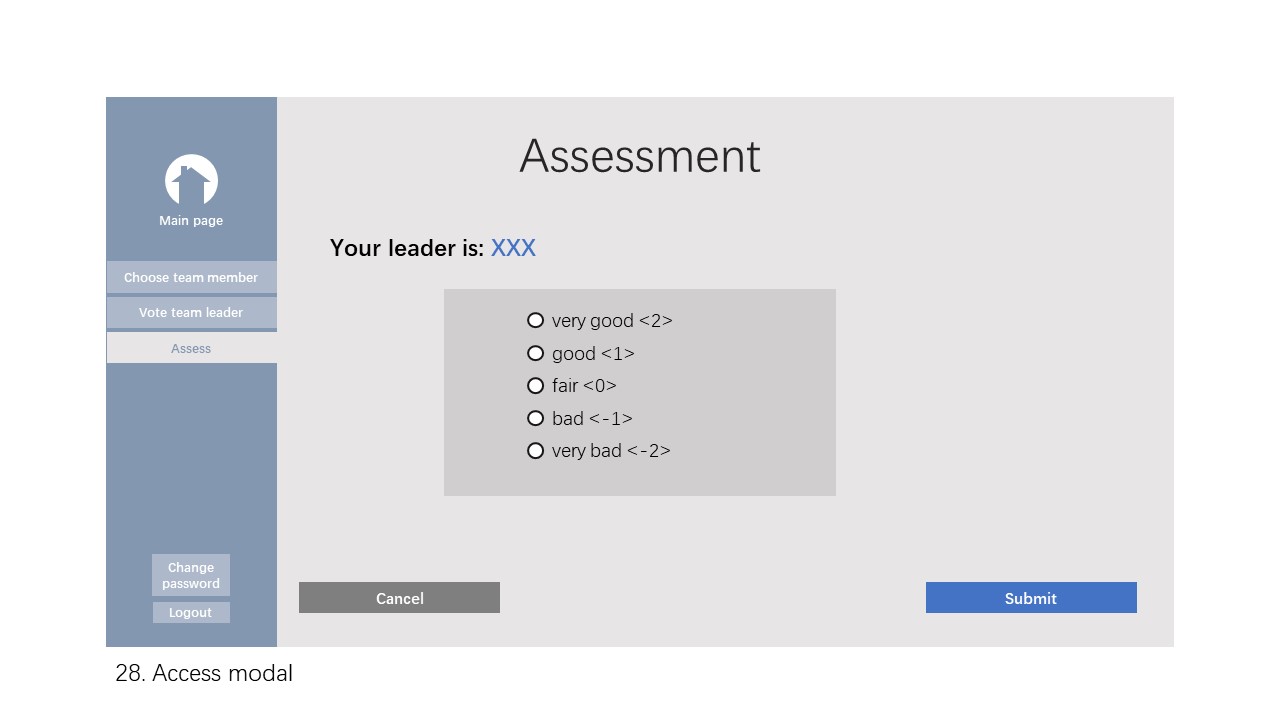 Assessment
Main page
Your leader is: XXX
Choose team member
Vote team leader
Assess
very good <2>
good <1>
fair <0>
bad <-1>
very bad <-2>
Change
password
Logout
Cancel
Submit
28. Access modal